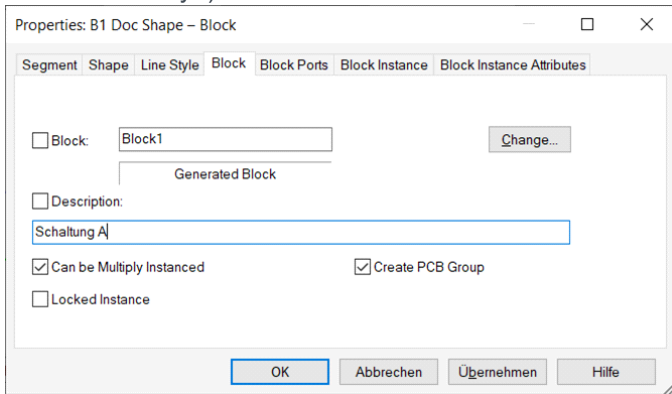 Properties: B1 Doc Shape – Block
Segment Shape Line Style Block Block Ports Block Instance Block Instance Attributes
Block: Block1 Change...
Generated Block
Description:
Schaltung A
Can be Multiply Instanced Create PCB Group
Locked Instance
OK Abbrechen Übernehmen Hilfe